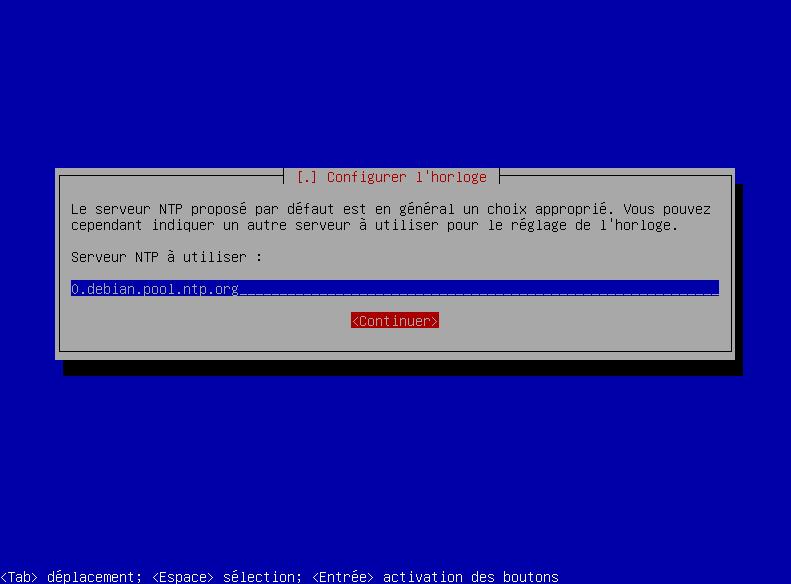 [.] Configurer l'horloge
Le serveur NTP proposé par défaut est en général un choix approprié. Vous pouvez
cependant indiquer un autre serveur à utiliser pour le réglage de l'horloge.
Serveur NTP à utiliser :
0.debian.pool.ntp.org
<Continuer>
<Tab> déplacement; <Espace> sélection; <Entrée> activation des boutons